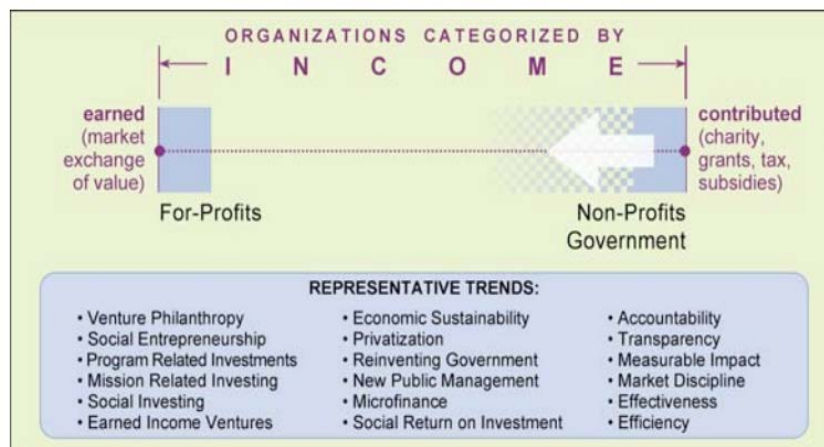 ORGANIZATIONS CATEGORIZED BY
I N C O M E
earned
(market
exchange
of value)
For-Profits
contributed
(charity,
grants, tax,
subsidies)
Non-Profits
Government
REPRESENTATIVE TRENDS:
• Venture Philanthropy
• Social Entrepreneurship
• Program Related Investments
• Mission Related Investing
• Social Investing
• Earned Income Ventures
• Economic Sustainability
• Privatization
• Reinventing Government
• New Public Management
• Microfinance
• Social Return on Investment
• Accountability
• Transparency
• Measurable Impact
• Market Discipline
• Effectiveness
• Efficiency